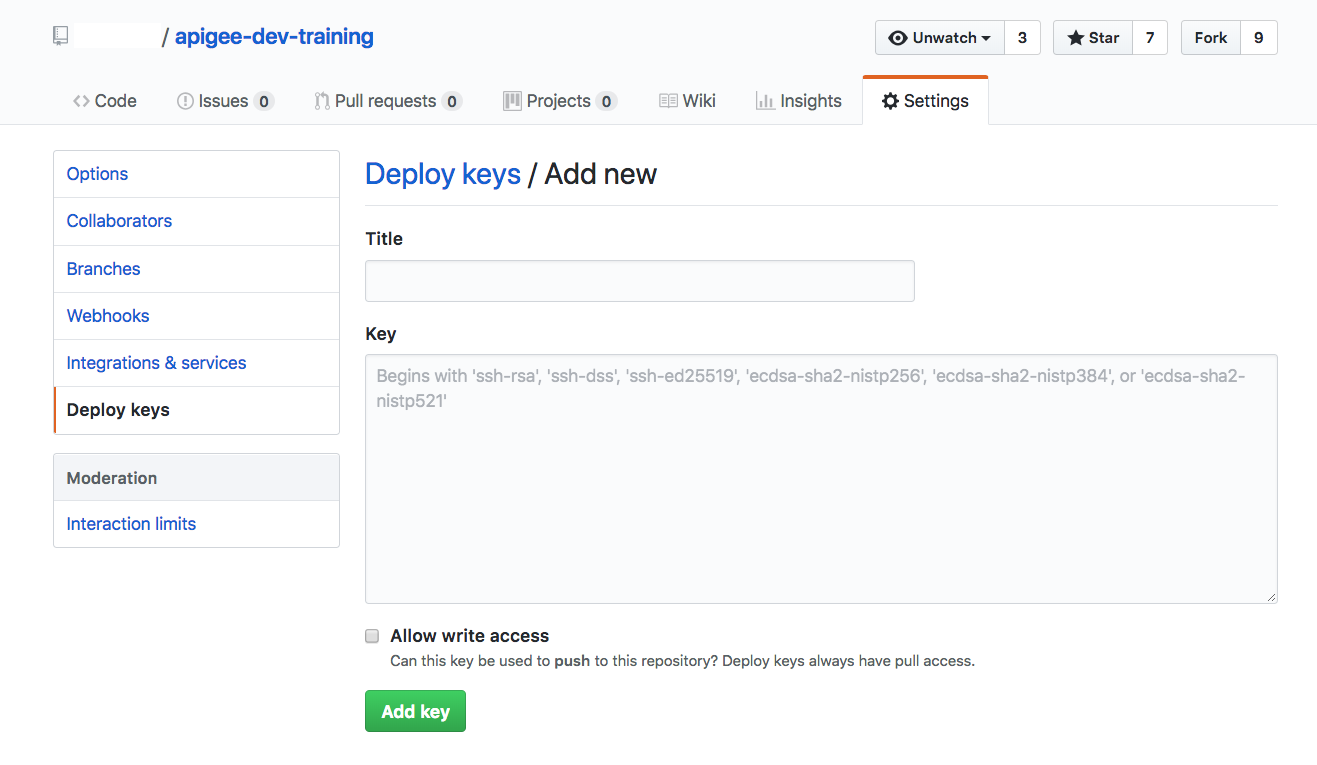 / apigee-dev-training
Unwatch 3 Star 7 Fork 9
Code Issues 0 Pull requests 0 Projects 0 Wiki Insights Settings
Options
Collaborators
Branches
Webhooks
Integrations & services
Deploy keys
Moderation
Interaction limits
Deploy keys / Add new
Title
Key
Begins with 'ssh-rsa', 'ssh-dss', 'ssh-ed25519', 'ecdsa-sha2-nistp256', 'ecdsa-sha2-nistp384', or 'ecdsa-sha2-
nistp521'
Allow write access
Can this key be used to push to this repository? Deploy keys always have pull access.
Add key